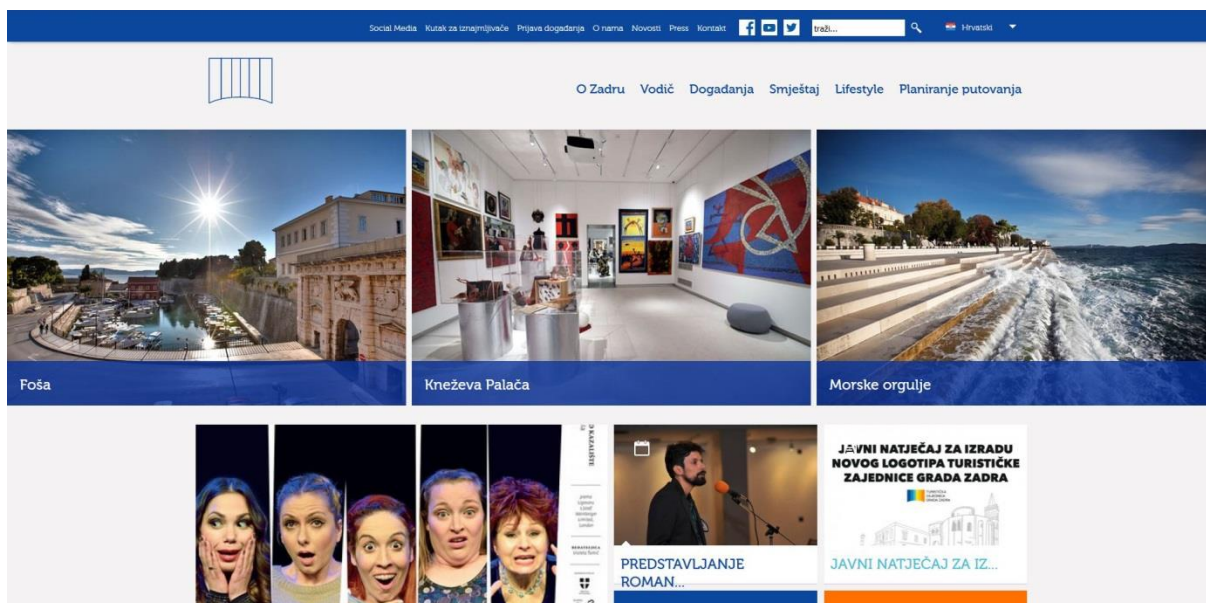 Social Media Kutak za iznajmljivače Prijava događanja O nama Novosti Press Kontakt traži... Hrvatski
O Zadru Vodič Događanja Smještaj Lifestyle Planiranje putovanja
Foša
Kneževa Palača
Morske orgulje
PREDSTAVLJANJE
ROMAN...
JAVNI NATJEČAJ ZA IZRADU
NOVOG LOGOTIPA TURISTIČKE
ZAJEDNICE GRADA ZADRA
JAVNI NATJEČAJ ZA IZ...